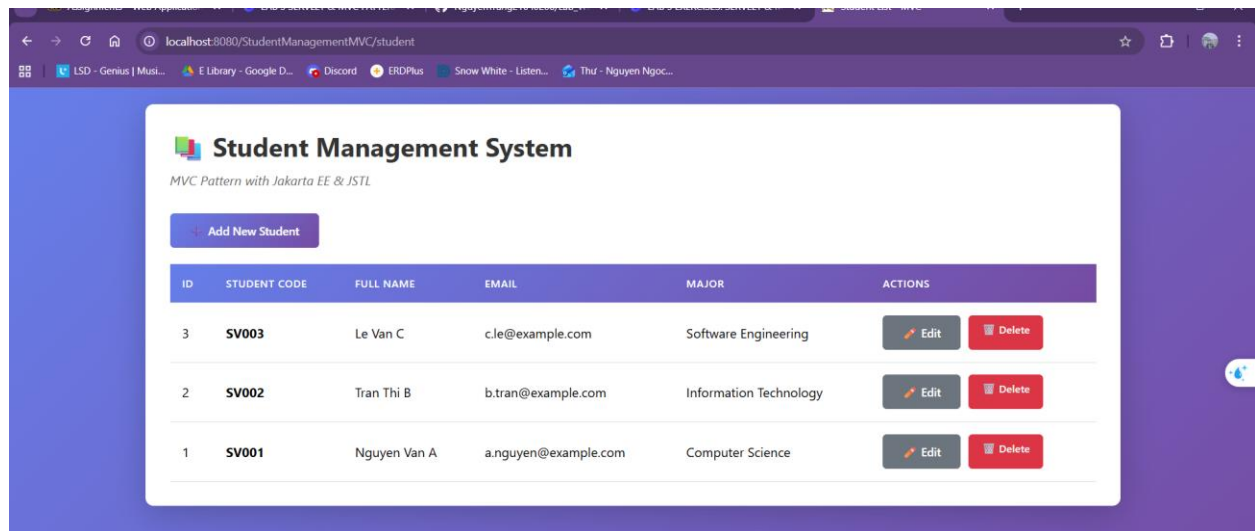 localhost:8080/StudentManagementMVC/student
LSD - Genius | Musi... E Library - Google D... Discord ERDPlus Snow White - Listen... Thư - Nguyen Ngoc...
Student Management System
MVC Pattern with Jakarta EE & JSTL
Add New Student
ID STUDENT CODE FULL NAME EMAIL MAJOR ACTIONS
3 SV003 Le Van C c.le@example.com Software Engineering Edit Delete
2 SV002 Tran Thi B b.tran@example.com Information Technology Edit Delete
1 SV001 Nguyen Van A a.nguyen@example.com Computer Science Edit Delete